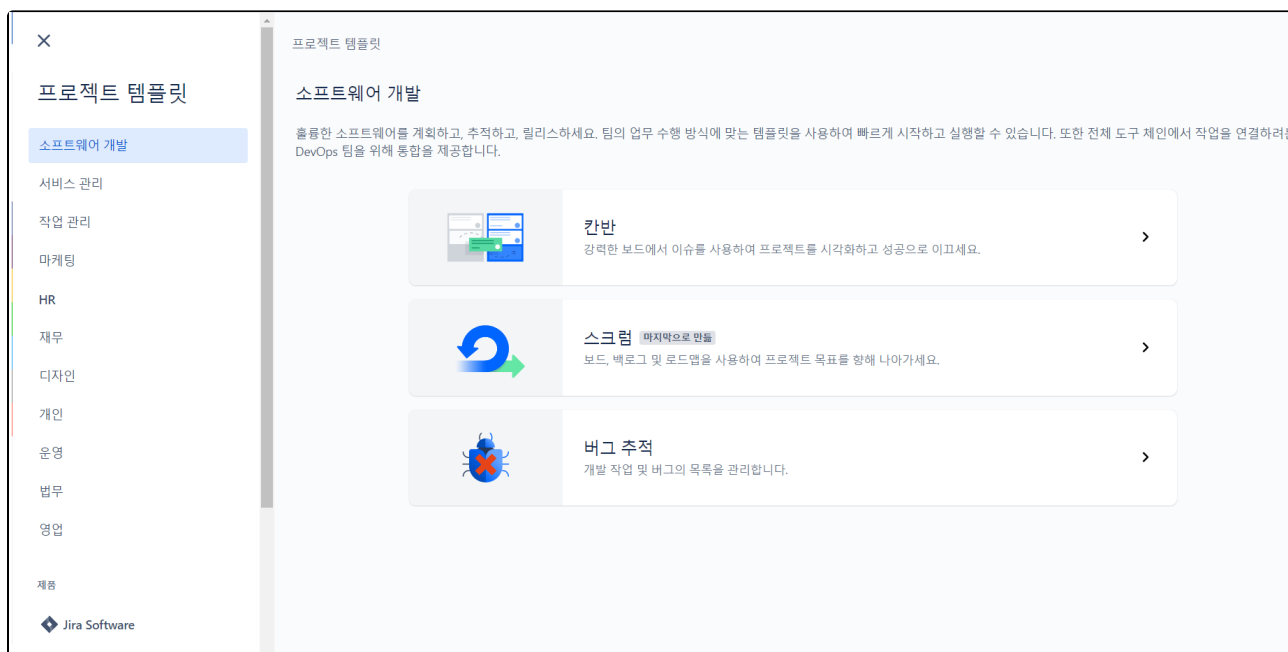 프로젝트 템플릿
소프트웨어 개발
서비스 관리
작업 관리
마케팅
HR
재무
디자인
개인
운영
법무
영업
제품
Jira Software
프로젝트 템플릿
소프트웨어 개발
훌륭한 소프트웨어를 계획하고, 추적하고, 릴리스하세요. 팀의 업무 수행 방식에 맞는 템플릿을 사용하여 빠르게 시작하고 실행할 수 있습니다. 또한 전체 도구 체인에서 작업을 연결하려는
DevOps 팀을 위해 통합을 제공합니다.
칸반
강력한 보드에서 이슈를 사용하여 프로젝트를 시각화하고 성공으로 이끄세요.
스크럼 마지막으로 만듦
보드, 백로그 및 로드맵을 사용하여 프로젝트 목표를 향해 나아가세요.
버그 추적
개발 작업 및 버그의 목록을 관리합니다.